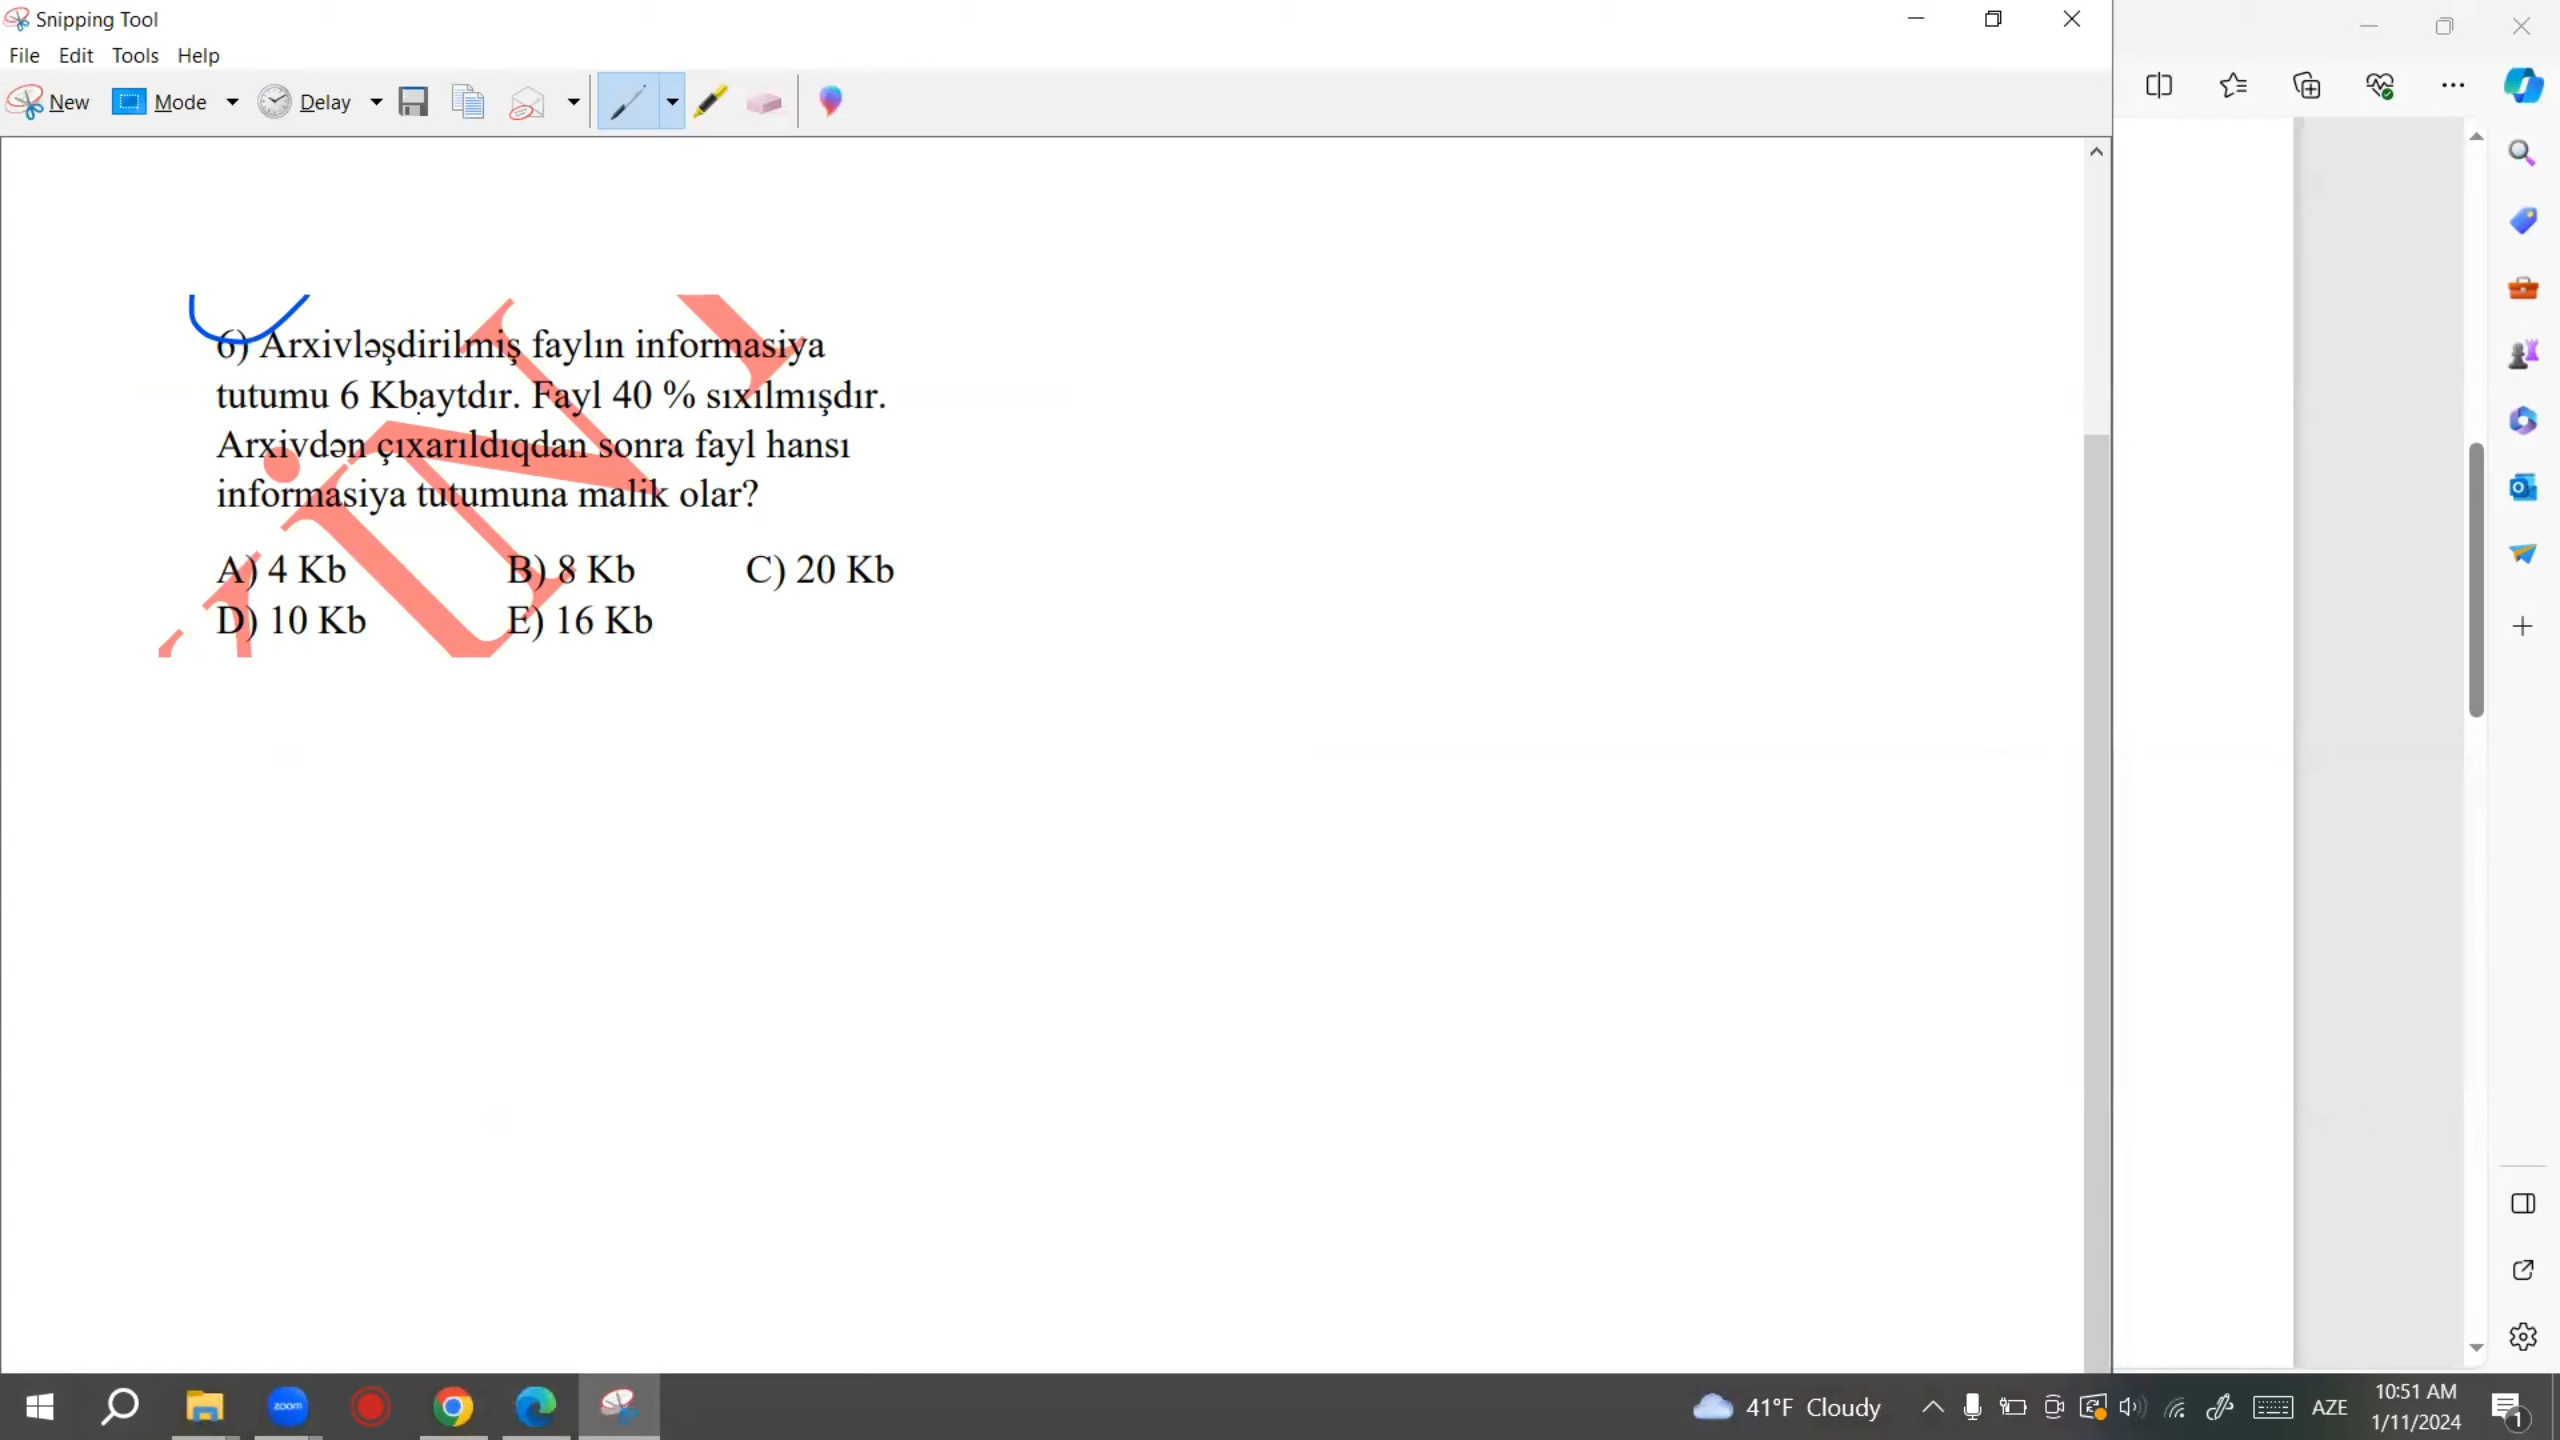 Snipping Tool
File Edit Tools Help
New Mode Delay
6) Arxivləşdirilmiş faylın informasiya
tutumu 6 Kbaytdır. Fayl 40 % sıxılmışdır.
Arxivdən çıxarıldıqdan sonra fayl hansı
informasiya tutumuna malik olar?
A) 4 Kb B) 8 Kb C) 20 Kb
D) 10 Kb E) 16 Kb
zoom
41°F Cloudy
AZE
10:51 AM
1/11/2024
1